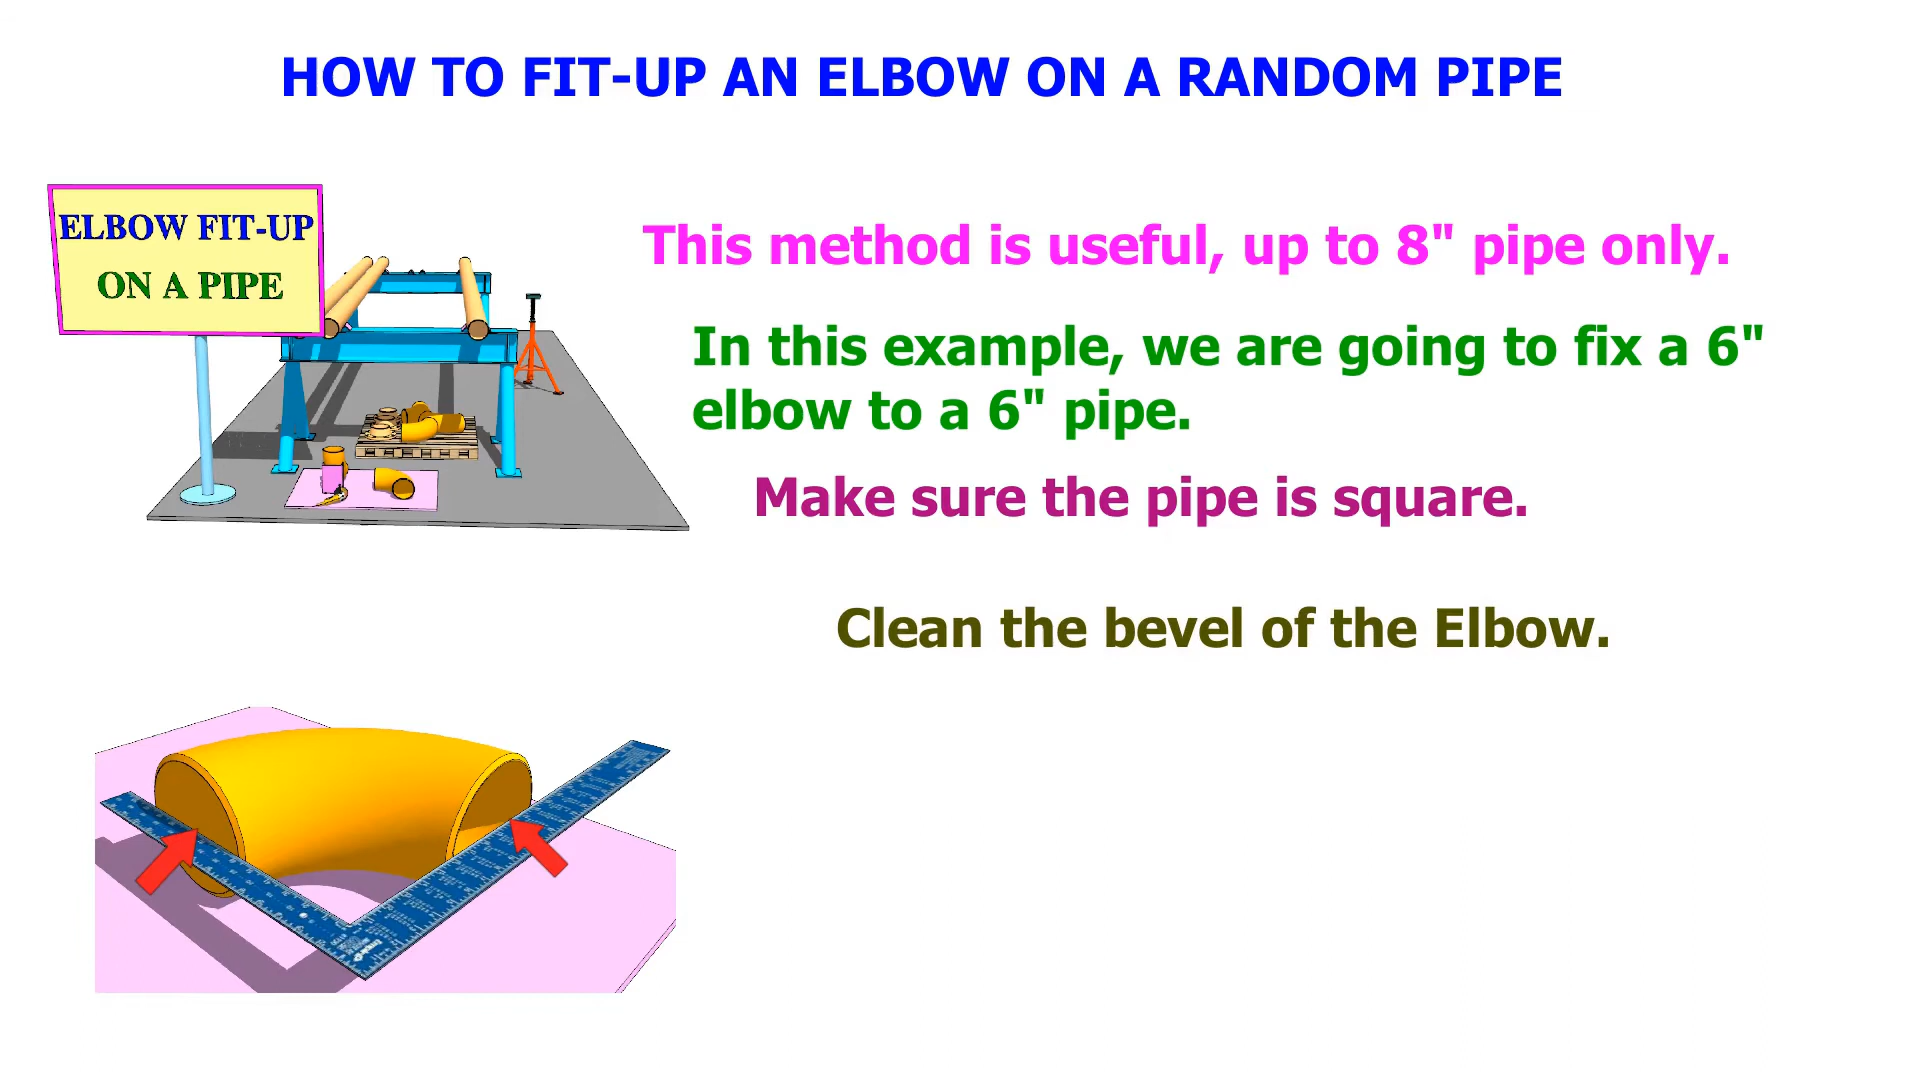 HOW TO FIT-UP AN ELBOW ON A RANDOM PIPE
ELBOW FIT-UP
ON A PIPE
This method is useful, up to 8" pipe only.
In this example, we are going to fix a 6"
elbow to a 6" pipe.
Make sure the pipe is square.
Clean the bevel of the Elbow.